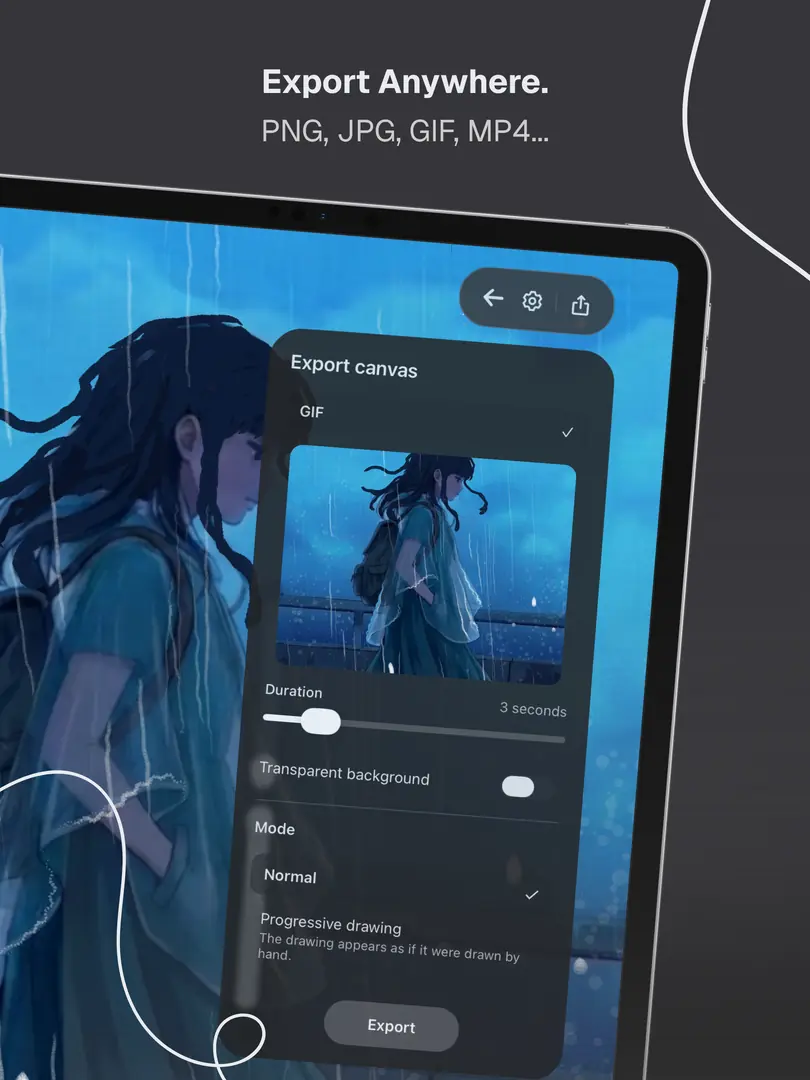 Export Anywhere.
PNG, JPG, GIF, MP4...
Export canvas
GIF
Duration
3 seconds
Transparent background
Mode
Normal
Progressive drawing
The drawing appears as if it were drawn by
hand.
Export